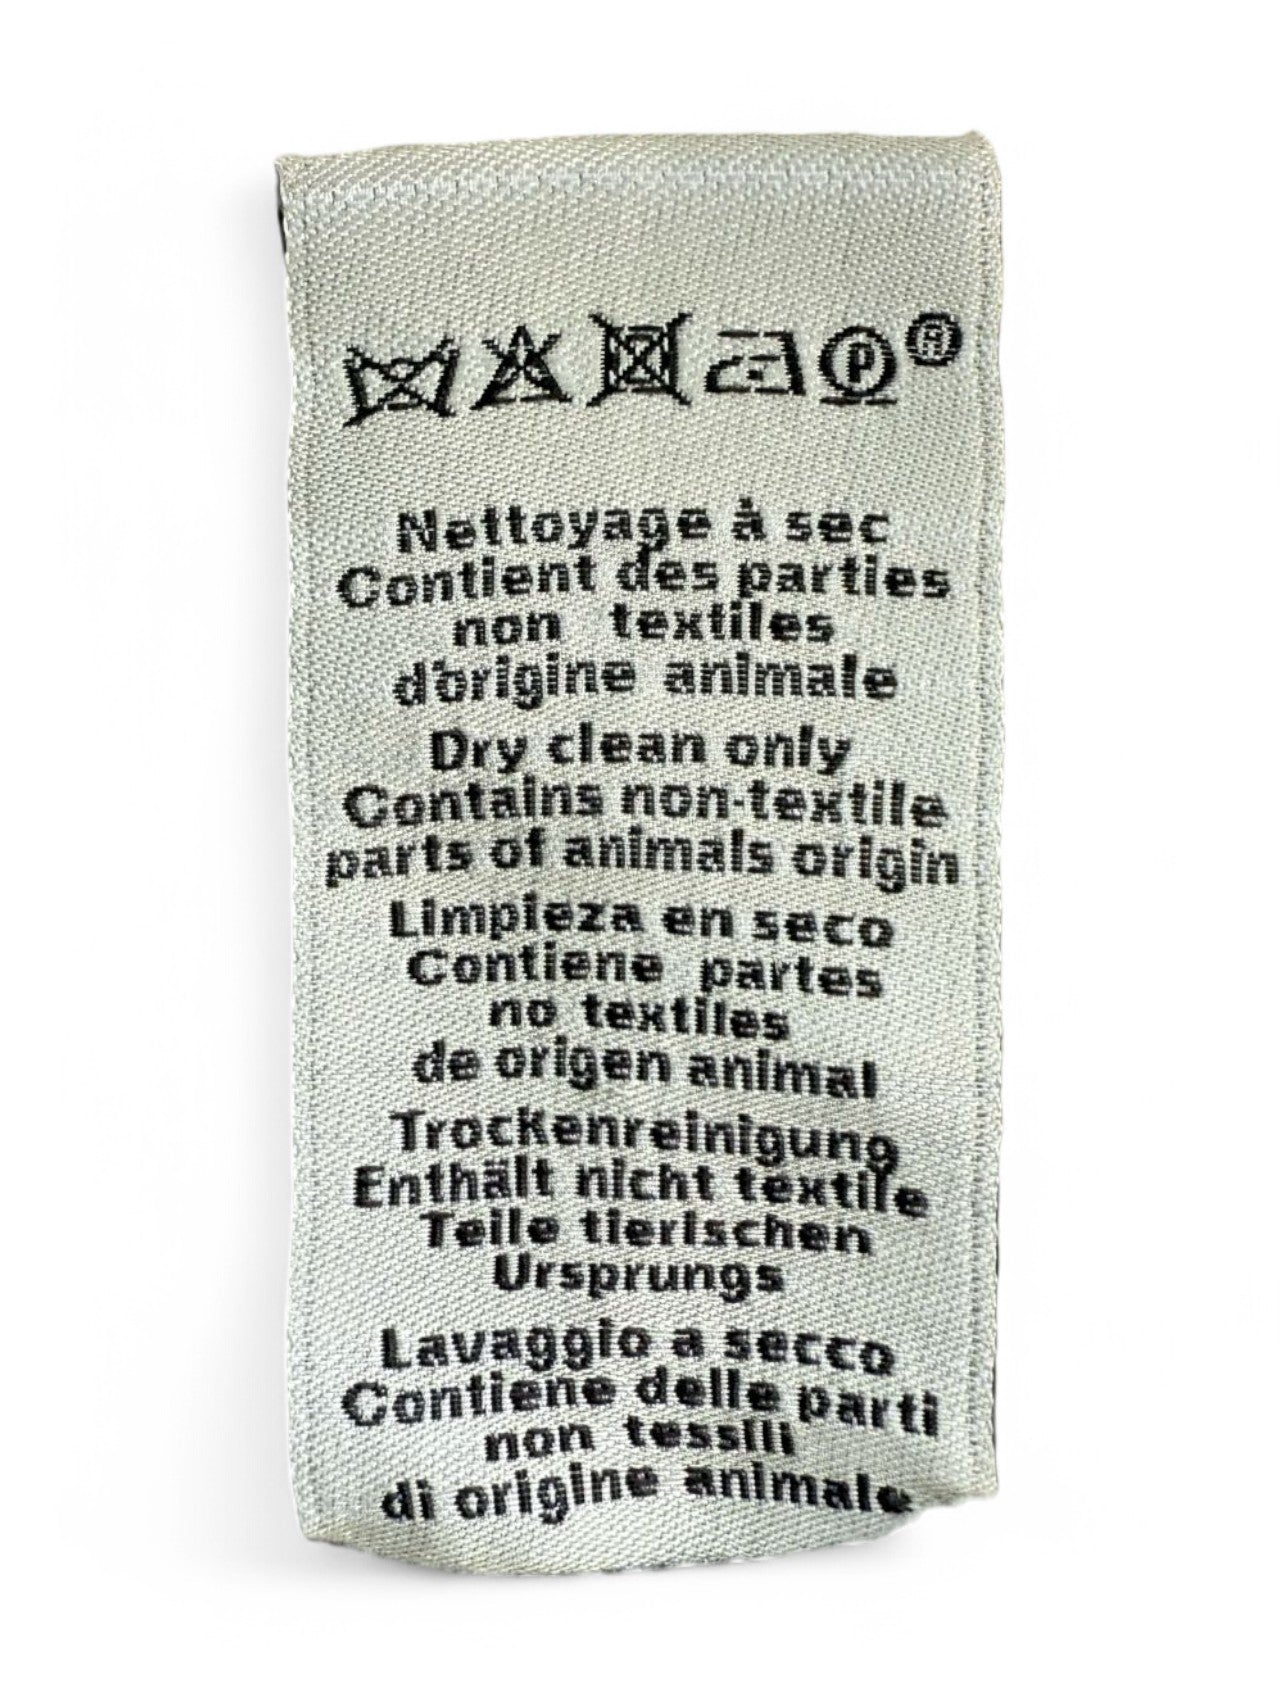 P ®
Nettoyage à sec
Contient des parties
non textiles
d'origine animale
Dry clean only
Contains non-textile
parts of animals origin
Limpieza en seco
Contiene partes
no textiles
de origen animal
Trockenreinigung
Enthält nicht textile
Teile tierischen
Ursprungs
Lavaggio a secco
Contiene delle parti
non tessili
di origine animale